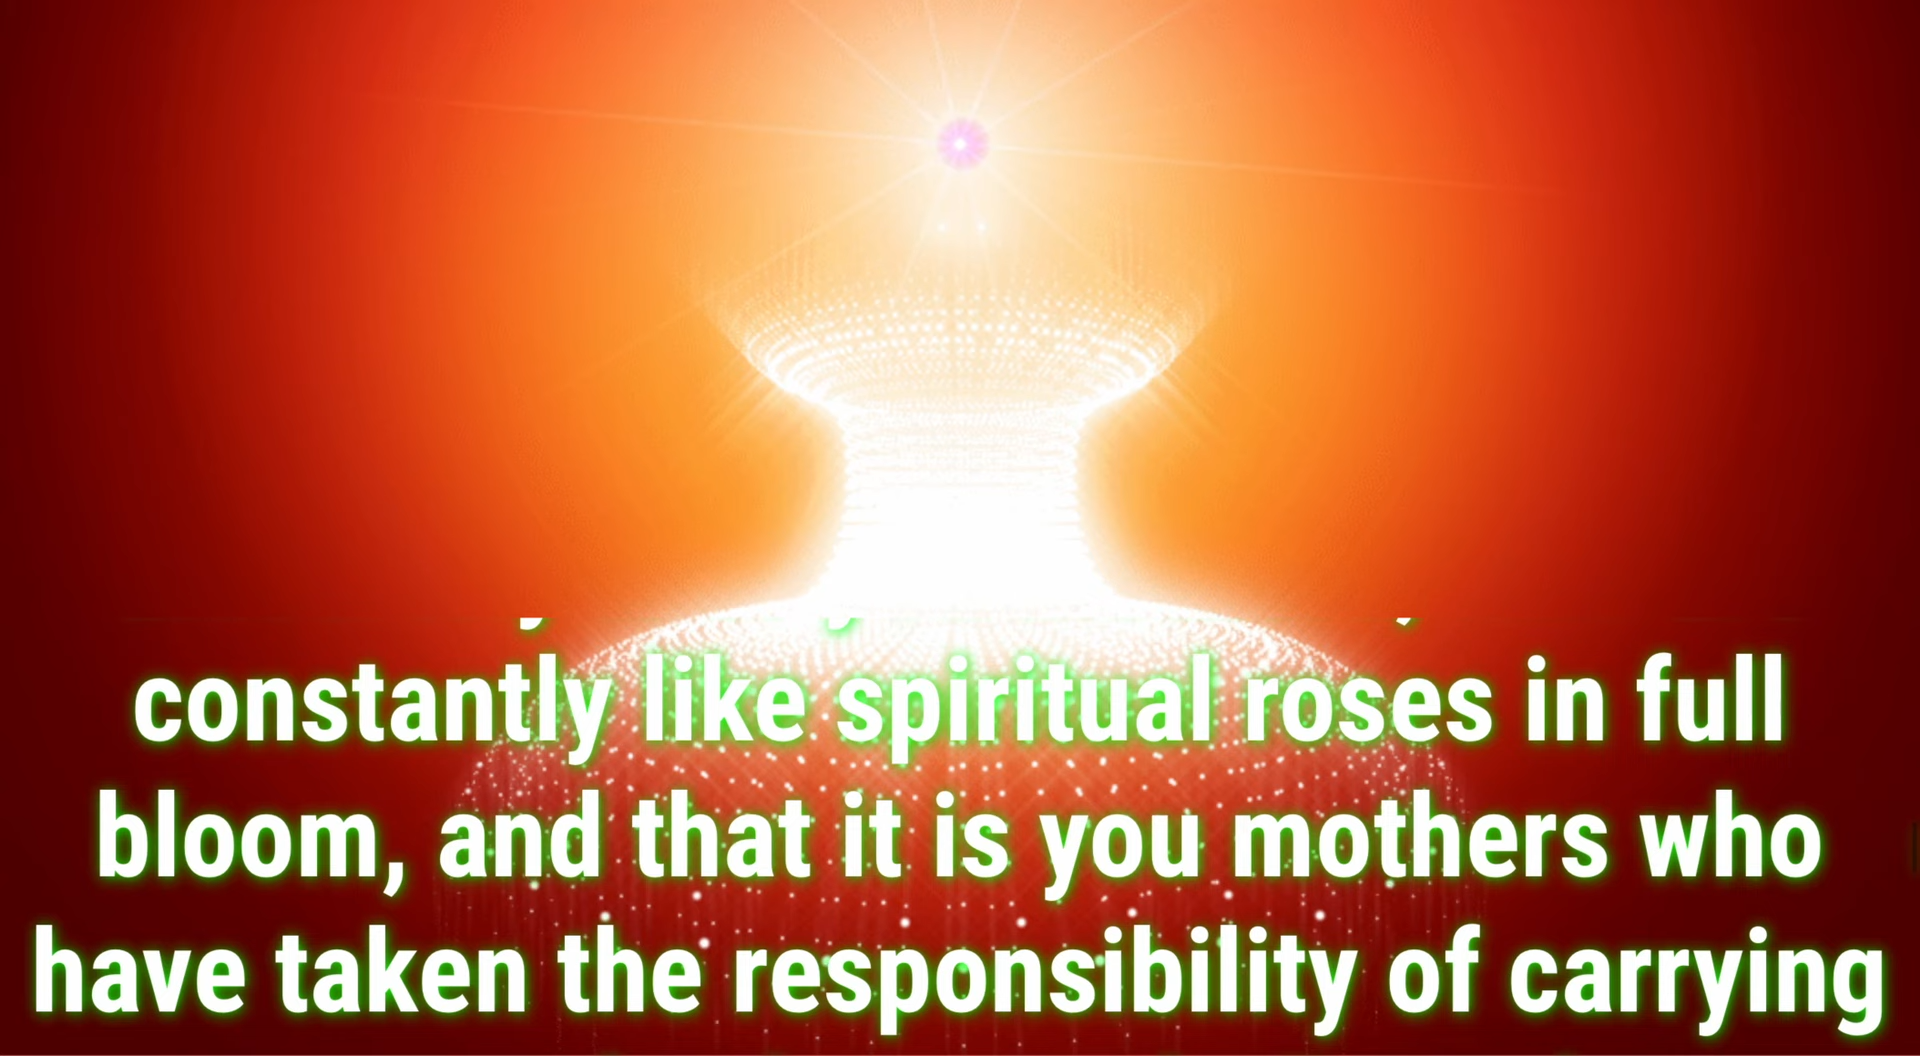 constantly like spiritual roses in full
bloom, and that it is you mothers who
have taken the responsibility of carrying